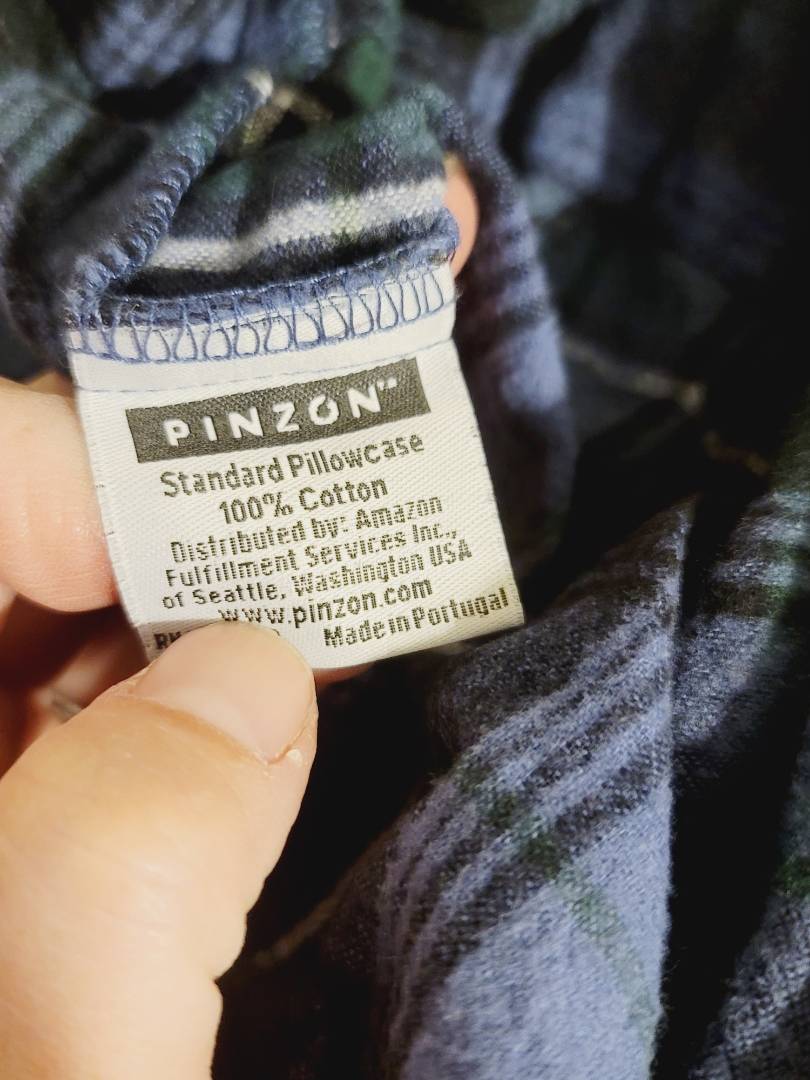 PINZON
Standard Pillowcase
100% Cotton
Distributed by: Amazon
Fulfillment Services Inc.,
of Seattle, Washington USA
www.pinzon.com
Made in Portugal